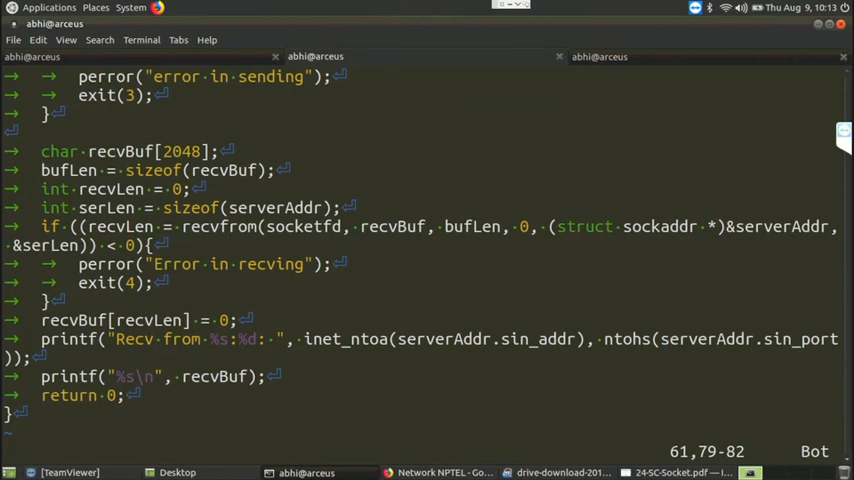 Applications Places System Thu Aug 9, 10:13
abhi@arceus
File Edit View Search Terminal Tabs Help
abhi@arceus abhi@arceus abhi@arceus
perror("error in sending");
exit(3);
}
char recvBuf[2048];
bufLen = sizeof(recvBuf);
int recvLen = 0;
int serLen = sizeof(serverAddr);
if ((recvLen = recvfrom(socketfd, recvBuf, bufLen, 0, (struct sockaddr *)&serverAddr,
&serLen)) < 0){
perror("Error in recving");
exit(4);
}
recvBuf[recvLen] = 0;
printf("Recv from %s:%d: ", inet_ntoa(serverAddr.sin_addr), ntohs(serverAddr.sin_port
));
printf("%s\n", recvBuf);
return 0;
}
~
61,79-82 Bot
[TeamViewer] Desktop abhi@arceus Network NPTEL - Go... drive-download-201... 24-SC-Socket.pdf — I...